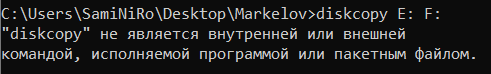 C:\Users\SamiNiRo\Desktop\Markelov>diskcopy E: F:
"diskcopy" не является внутренней или внешней
командой, исполняемой программой или пакетным файлом.